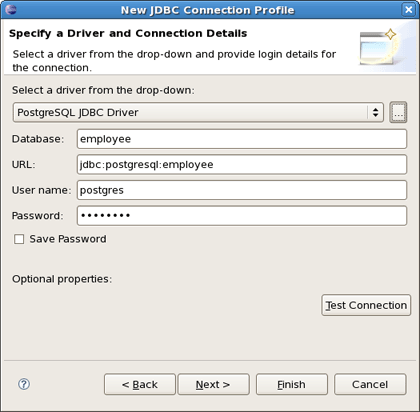 New JDBC Connection Profile
Specify a Driver and Connection Details
Select a driver from the drop-down and provide login details for
the connection.
Select a driver from the drop-down:
PostgreSQL JDBC Driver
...
Database: employee
URL: jdbc:postgresql:employee
User name: postgres
Password: ••••••••
Save Password
Optional properties:
Test Connection
? < Back Next > Finish Cancel